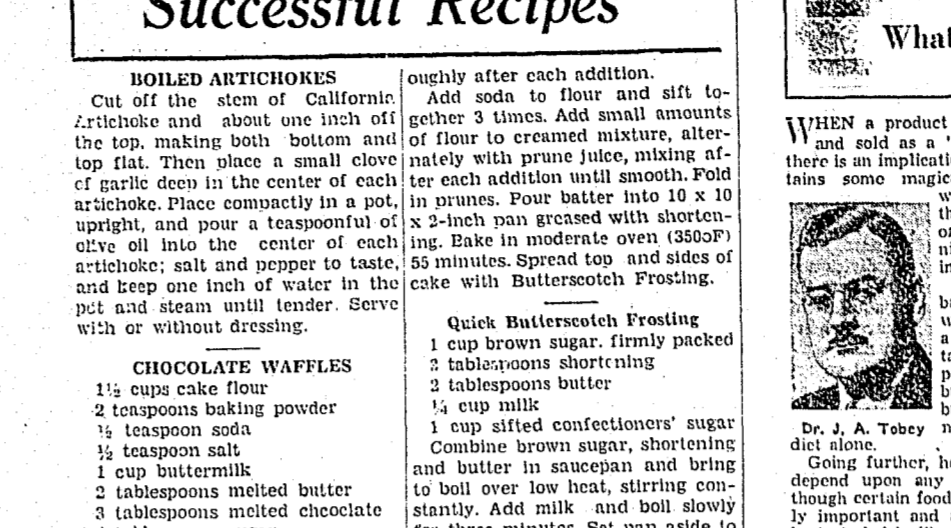 Successful Recipes
BOILED ARTICHOKES
Cut off the stem of California
Artichoke and about one inch off
the top, making both bottom and
top flat. Then place a small clove
of garlic deep in the center of each
artichoke. Place compactly in a pot,
upright, and pour a teaspoonful of
olive oil into the center of each
artichoke; salt and pepper to taste,
and keep one inch of water in the
pot and steam until tender. Serve
with or without dressing.
CHOCOLATE WAFFLES
1½ cups cake flour
2 teaspoons baking powder
½ teaspoon soda
½ teaspoon salt
1 cup buttermilk
2 tablespoons melted butter
3 tablespoons melted chocolate
oughly after each addition.
Add soda to flour and sift to-
gether 3 times. Add small amounts
of flour to creamed mixture, alter-
nately with prune juice, mixing af-
ter each addition until smooth. Fold
in prunes. Pour batter into 10 x 10
x 2-inch pan greased with shorten-
ing. Bake in moderate oven (350oF)
55 minutes. Spread top and sides of
cake with Butterscotch Frosting.
Quick Butterscotch Frosting
1 cup brown sugar. firmly packed
2 tablespoons shortening
2 tablespoons butter
¼ cup milk
1 cup sifted confectioners' sugar
Combine brown sugar, shortening
and butter in saucepan and bring
to boil over low heat, stirring con-
stantly. Add milk and boil slowly
for three minutes. Set pan aside to
What
WHEN a product
and sold as a "
there is an implicati
tains some magic
Dr. J. A. Tobey
dict alone.
Going further, h
depend upon any
though certain food
ly important and